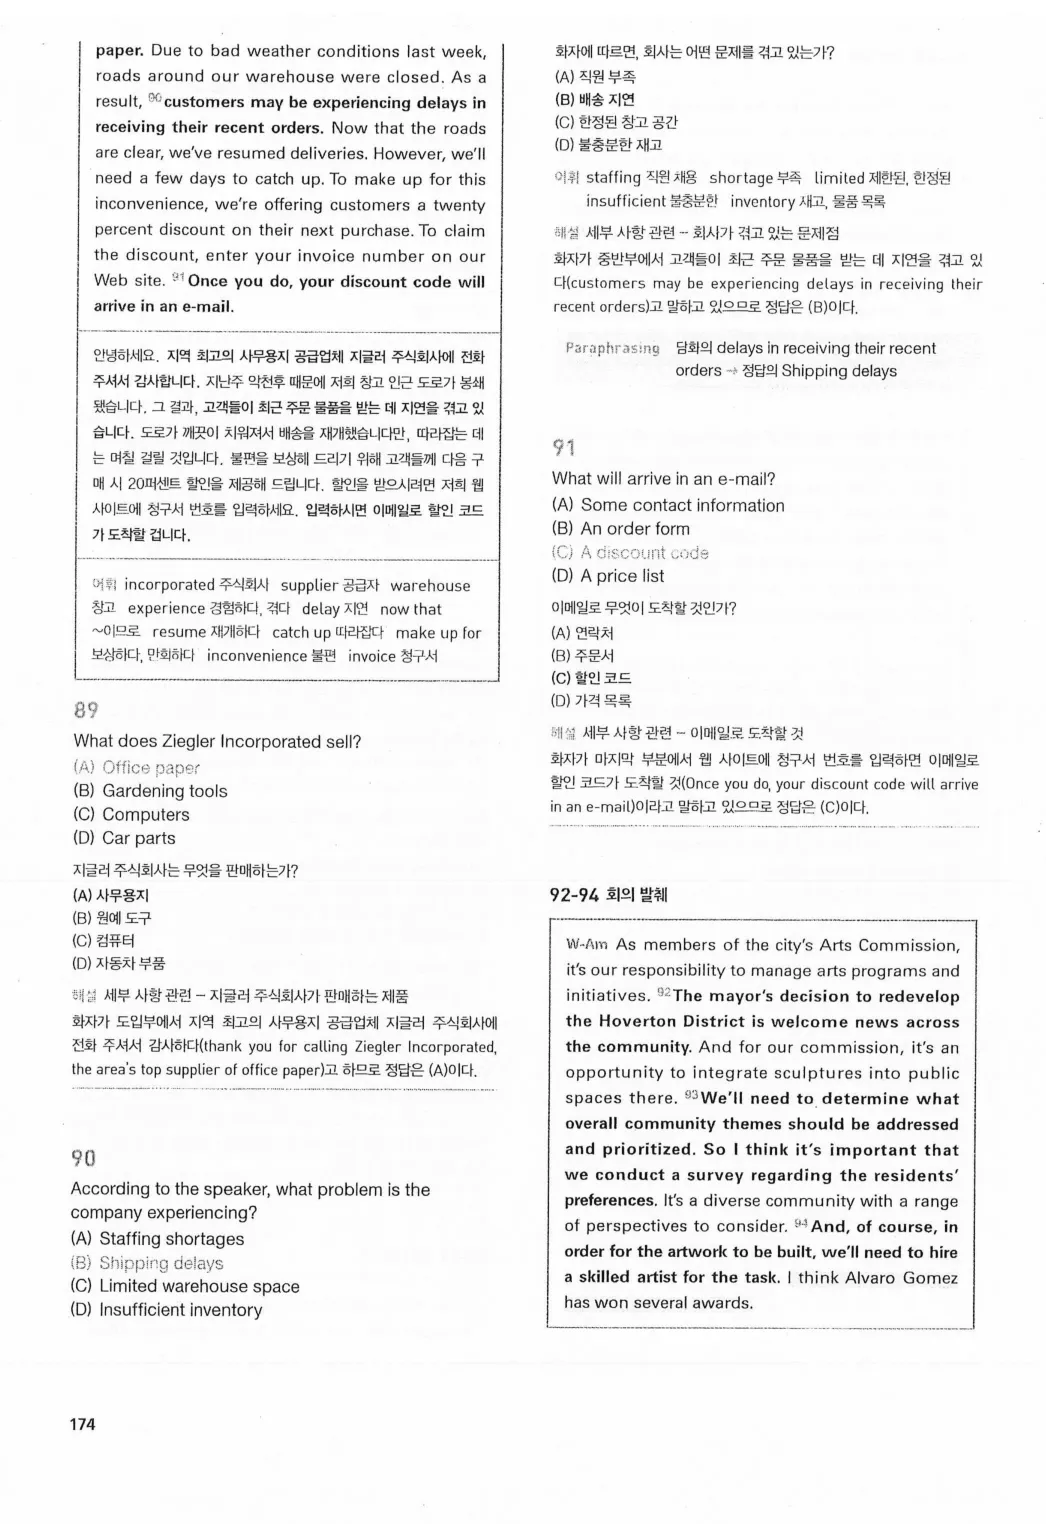 paper. Due to bad weather conditions last week,
roads around our warehouse were closed. As a
result, 90customers may be experiencing delays in
receiving their recent orders. Now that the roads
are clear, we've resumed deliveries. However, we'll
need a few days to catch up. To make up for this
inconvenience, we're offering customers a twenty
percent discount on their next purchase. To claim
the discount, enter your invoice number on our
Web site. 91Once you do, your discount code will
arrive in an e-mail.
안녕하세요. 지역 최고의 사무용지 공급업체 지글러 주식회사에 전화
주셔서 감사합니다. 지난주 악천후 때문에 저희 창고 인근 도로가 봉쇄
됐습니다. 그 결과, 고객들이 최근 주문 물품을 받는 데 지연을 겪고 있
습니다. 도로가 깨끗이 치워져서 배송을 재개했습니다만, 따라잡는 데
는 며칠 걸릴 것입니다. 불편을 보상해 드리기 위해 고객들께 다음 구
매 시 20퍼센트 할인을 제공해 드립니다. 할인을 받으시려면 저희 웹
사이트에 청구서 번호를 입력하세요. 입력하시면 이메일로 할인 코드
가 도착할 겁니다.
어휘 incorporated 주식회사 supplier 공급자 warehouse
창고 experience 경험하다, 겪다 delay 지연 now that
~이므로 resume 재개하다 catch up 따라잡다 make up for
보상하다, 만회하다 inconvenience 불편 invoice 청구서
89
What does Ziegler Incorporated sell?
(A) Office paper
(B) Gardening tools
(C) Computers
(D) Car parts
지글러 주식회사는 무엇을 판매하는가?
(A) 사무용지
(B) 원예 도구
(C) 컴퓨터
(D) 자동차 부품
해설 세부 사항 관련 – 지글러 주식회사가 판매하는 제품
화자가 도입부에서 지역 최고의 사무용지 공급업체 지글러 주식회사에
전화 주셔서 감사하다(thank you for calling Ziegler Incorporated,
the area's top supplier of office paper)고 하므로 정답은 (A)이다.
90
According to the speaker, what problem is the
company experiencing?
(A) Staffing shortages
(B) Shipping delays
(C) Limited warehouse space
(D) Insufficient inventory
174
화자에 따르면, 회사는 어떤 문제를 겪고 있는가?
(A) 직원 부족
(B) 배송 지연
(C) 한정된 창고 공간
(D) 불충분한 재고
어휘 staffing 직원 채용 shortage 부족 limited 제한된, 한정된
insufficient 불충분한 inventory 재고, 물품 목록
해설 세부 사항 관련 – 회사가 겪고 있는 문제점
화자가 중반부에서 고객들이 최근 주문 물품을 받는 데 지연을 겪고 있
다(customers may be experiencing delays in receiving their
recent orders)고 말하고 있으므로 정답은 (B)이다.
Paraphrasing 담화의 delays in receiving their recent
orders → 정답의 Shipping delays
91
What will arrive in an e-mail?
(A) Some contact information
(B) An order form
(C) A discount code
(D) A price list
이메일로 무엇이 도착할 것인가?
(A) 연락처
(B) 주문서
(C) 할인 코드
(D) 가격 목록
해설 세부 사항 관련 – 이메일로 도착할 것
화자가 마지막 부분에서 웹 사이트에 청구서 번호를 입력하면 이메일로
할인 코드가 도착할 것(Once you do, your discount code will arrive
in an e-mail)이라고 말하고 있으므로 정답은 (C)이다.
92-94 회의 발췌
W-Am As members of the city's Arts Commission,
it's our responsibility to manage arts programs and
initiatives. 92The mayor's decision to redevelop
the Hoverton District is welcome news across
the community. And for our commission, it's an
opportunity to integrate sculptures into public
spaces there. 93We'll need to determine what
overall community themes should be addressed
and prioritized. So I think it's important that
we conduct a survey regarding the residents'
preferences. It's a diverse community with a range
of perspectives to consider. 94And, of course, in
order for the artwork to be built, we'll need to hire
a skilled artist for the task. I think Alvaro Gomez
has won several awards.